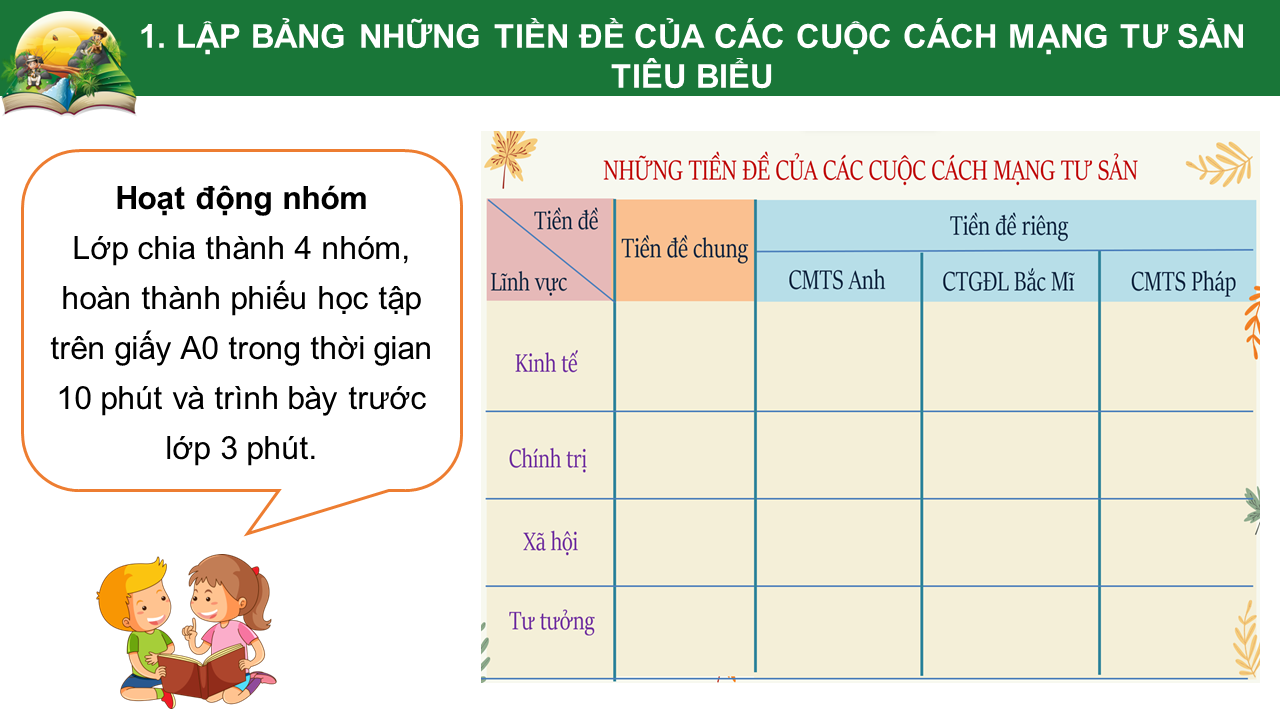 1. LẬP BẢNG NHỮNG TIỀN ĐỀ CỦA CÁC CUỘC CÁCH MẠNG TƯ SẢN
TIÊU BIỂU
Hoạt động nhóm
Lớp chia thành 4 nhóm,
hoàn thành phiếu học tập
trên giấy A0 trong thời gian
10 phút và trình bày trước
lớp 3 phút.
NHỮNG TIỀN ĐỀ CỦA CÁC CUỘC CÁCH MẠNG TƯ SẢN
Tiền đề
Lĩnh vực
Tiền đề chung
Tiền đề riêng
CMTS Anh
CTGĐL Bắc Mĩ
CMTS Pháp
Kinh tế
Chính trị
Xã hội
Tư tưởng